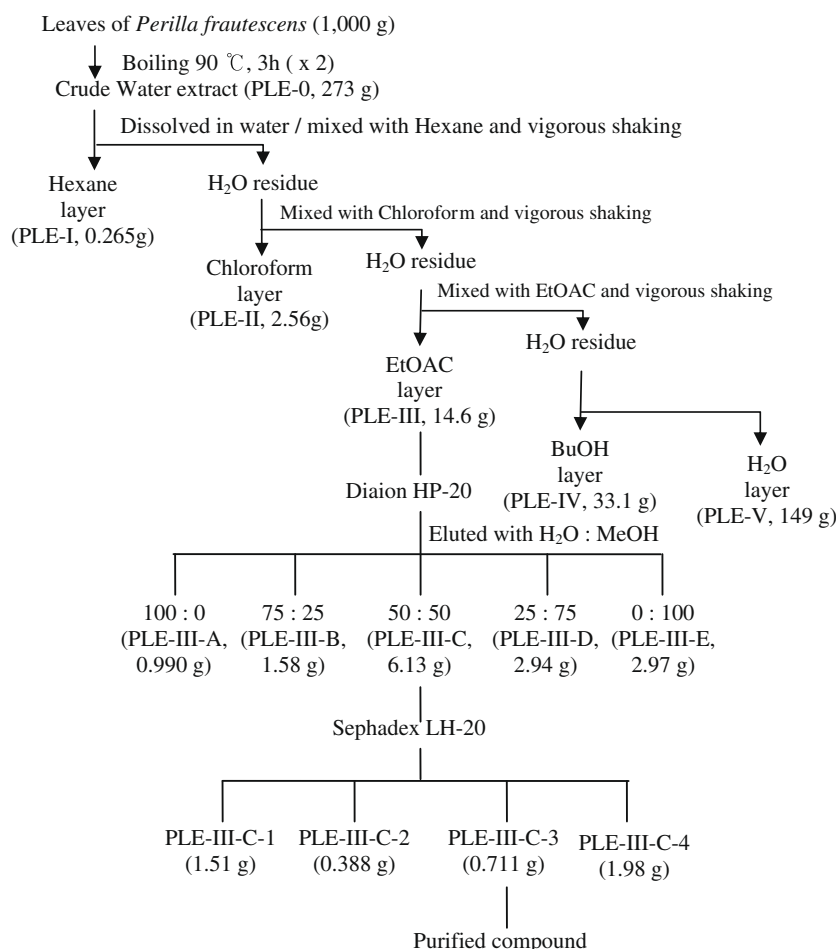 Leaves of Perilla frautescens (1,000 g)
Boiling 90 ℃, 3h ( x 2)
Crude Water extract (PLE-0, 273 g)
Dissolved in water / mixed with Hexane and vigorous shaking
Hexane
layer
(PLE-I, 0.265g)
H₂O residue
Mixed with Chloroform and vigorous shaking
Chloroform
layer
(PLE-II, 2.56g)
H₂O residue
Mixed with EtOAC and vigorous shaking
EtOAC
layer
(PLE-III, 14.6 g)
H₂O residue
BuOH
layer
(PLE-IV, 33.1 g)
H₂O
layer
(PLE-V, 149 g)
Diaion HP-20
Eluted with H₂O : MeOH
100 : 0
(PLE-III-A,
0.990 g)
75 : 25
(PLE-III-B,
1.58 g)
50 : 50
(PLE-III-C,
6.13 g)
25 : 75
(PLE-III-D,
2.94 g)
0 : 100
(PLE-III-E,
2.97 g)
Sephadex LH-20
PLE-III-C-1
(1.51 g)
PLE-III-C-2
(0.388 g)
PLE-III-C-3
(0.711 g)
PLE-III-C-4
(1.98 g)
Purified compound